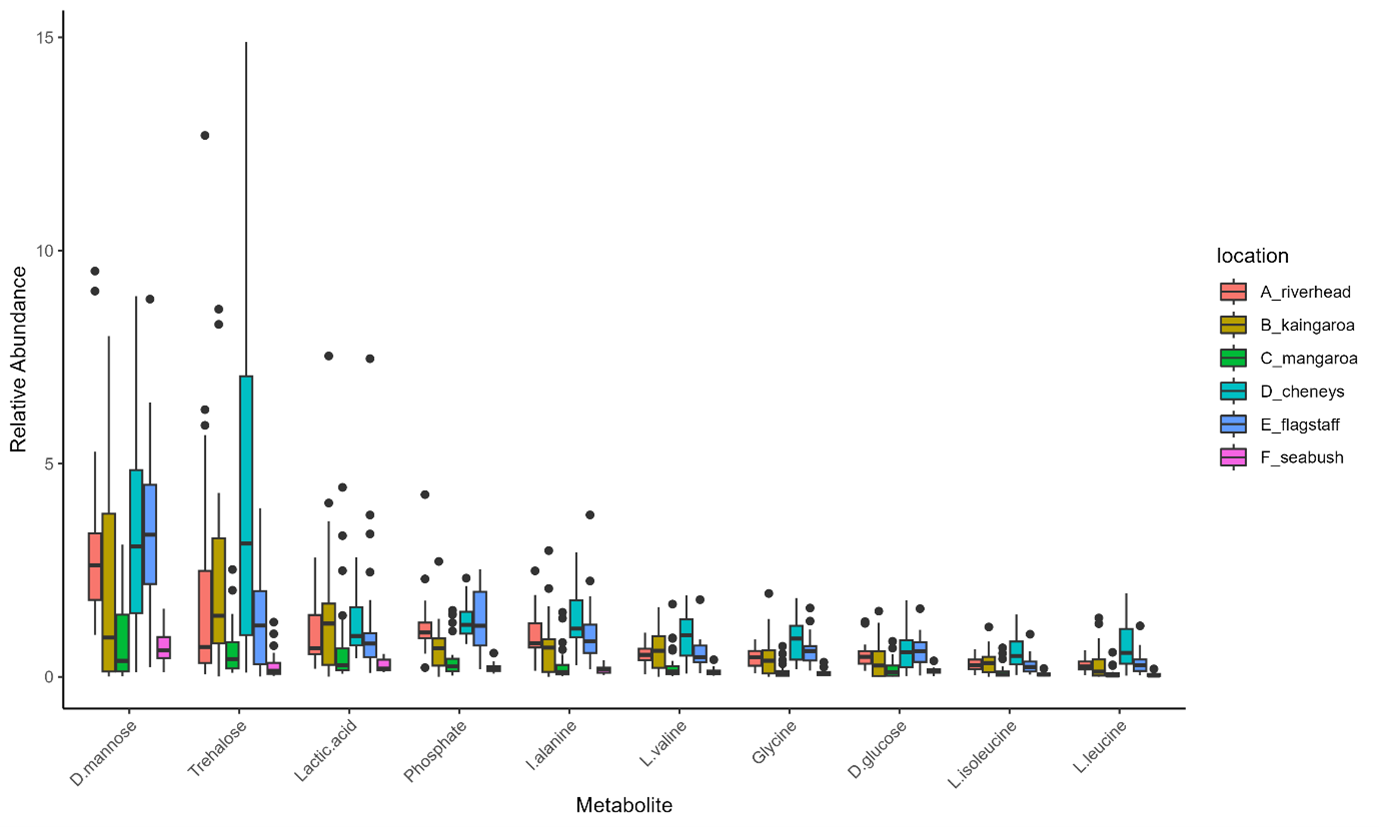 15
10
5
0
Relative Abundance
D.mannose
Trehalose
Lactic.acid
Phosphate
l.alanine
L.valine
Glycine
D.glucose
L.isoleucine
L.leucine
Metabolite
location
A_riverhead
B_kaingaroa
C_mangaroa
D_cheneys
E_flagstaff
F_seabush